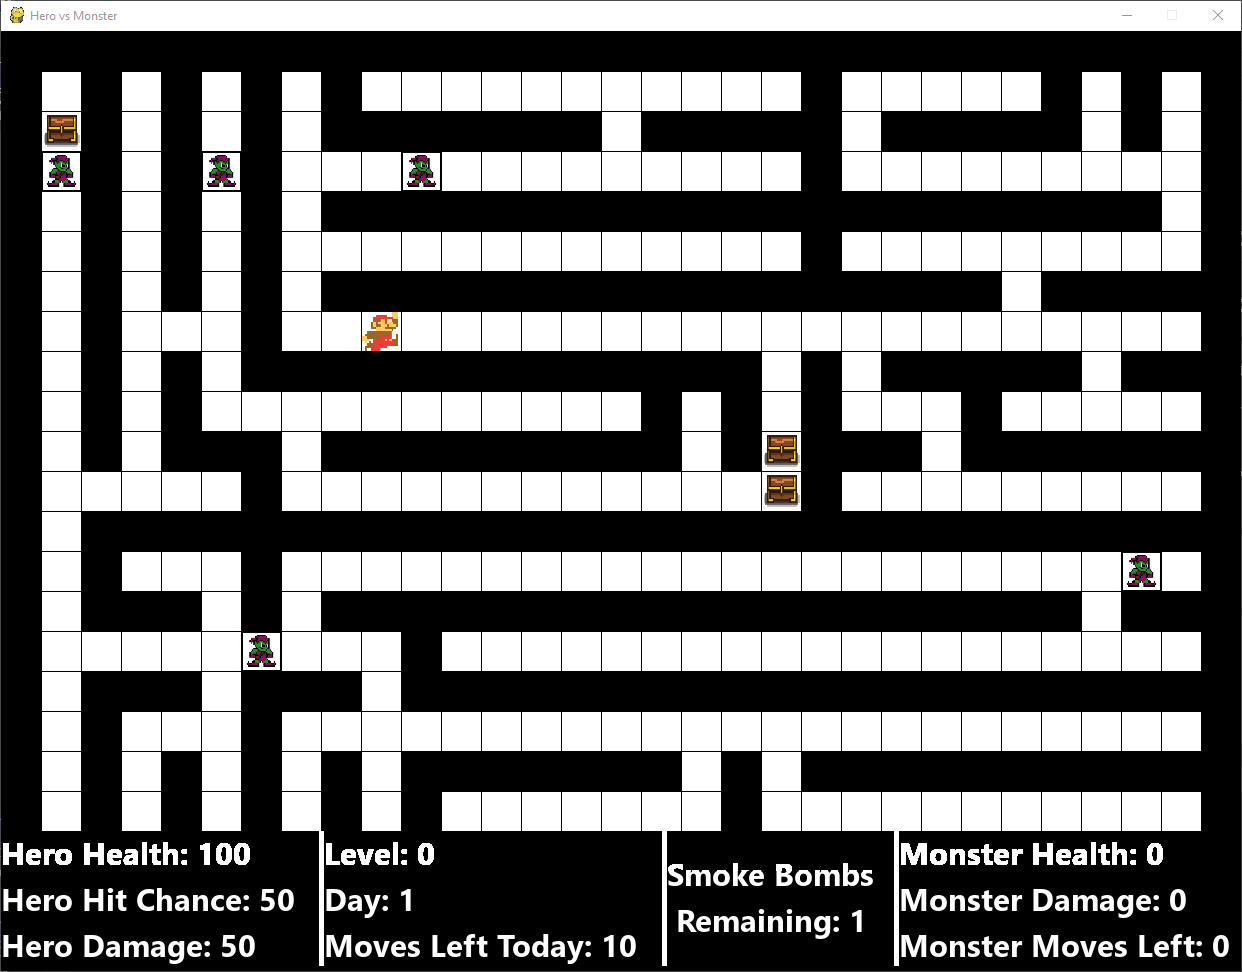 Hero vs Monster
Hero Health: 100
Hero Hit Chance: 50
Hero Damage: 50
Level: 0
Day: 1
Moves Left Today: 10
Smoke Bombs
Remaining: 1
Monster Health: 0
Monster Damage: 0
Monster Moves Left: 0